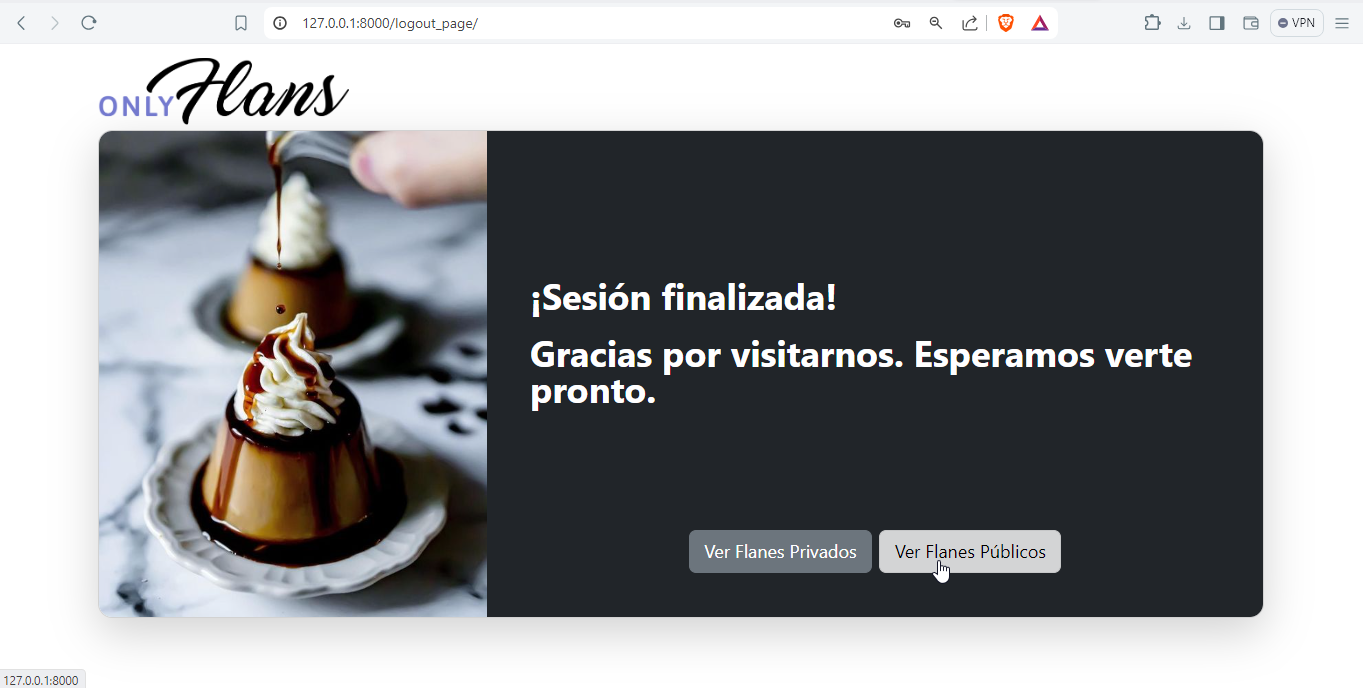 127.0.0.1:8000/logout_page/
VPN
ONLY Flans
¡Sesión finalizada!
Gracias por visitarnos. Esperamos verte
pronto.
Ver Flanes Privados
Ver Flanes Públicos
127.0.0.1:8000